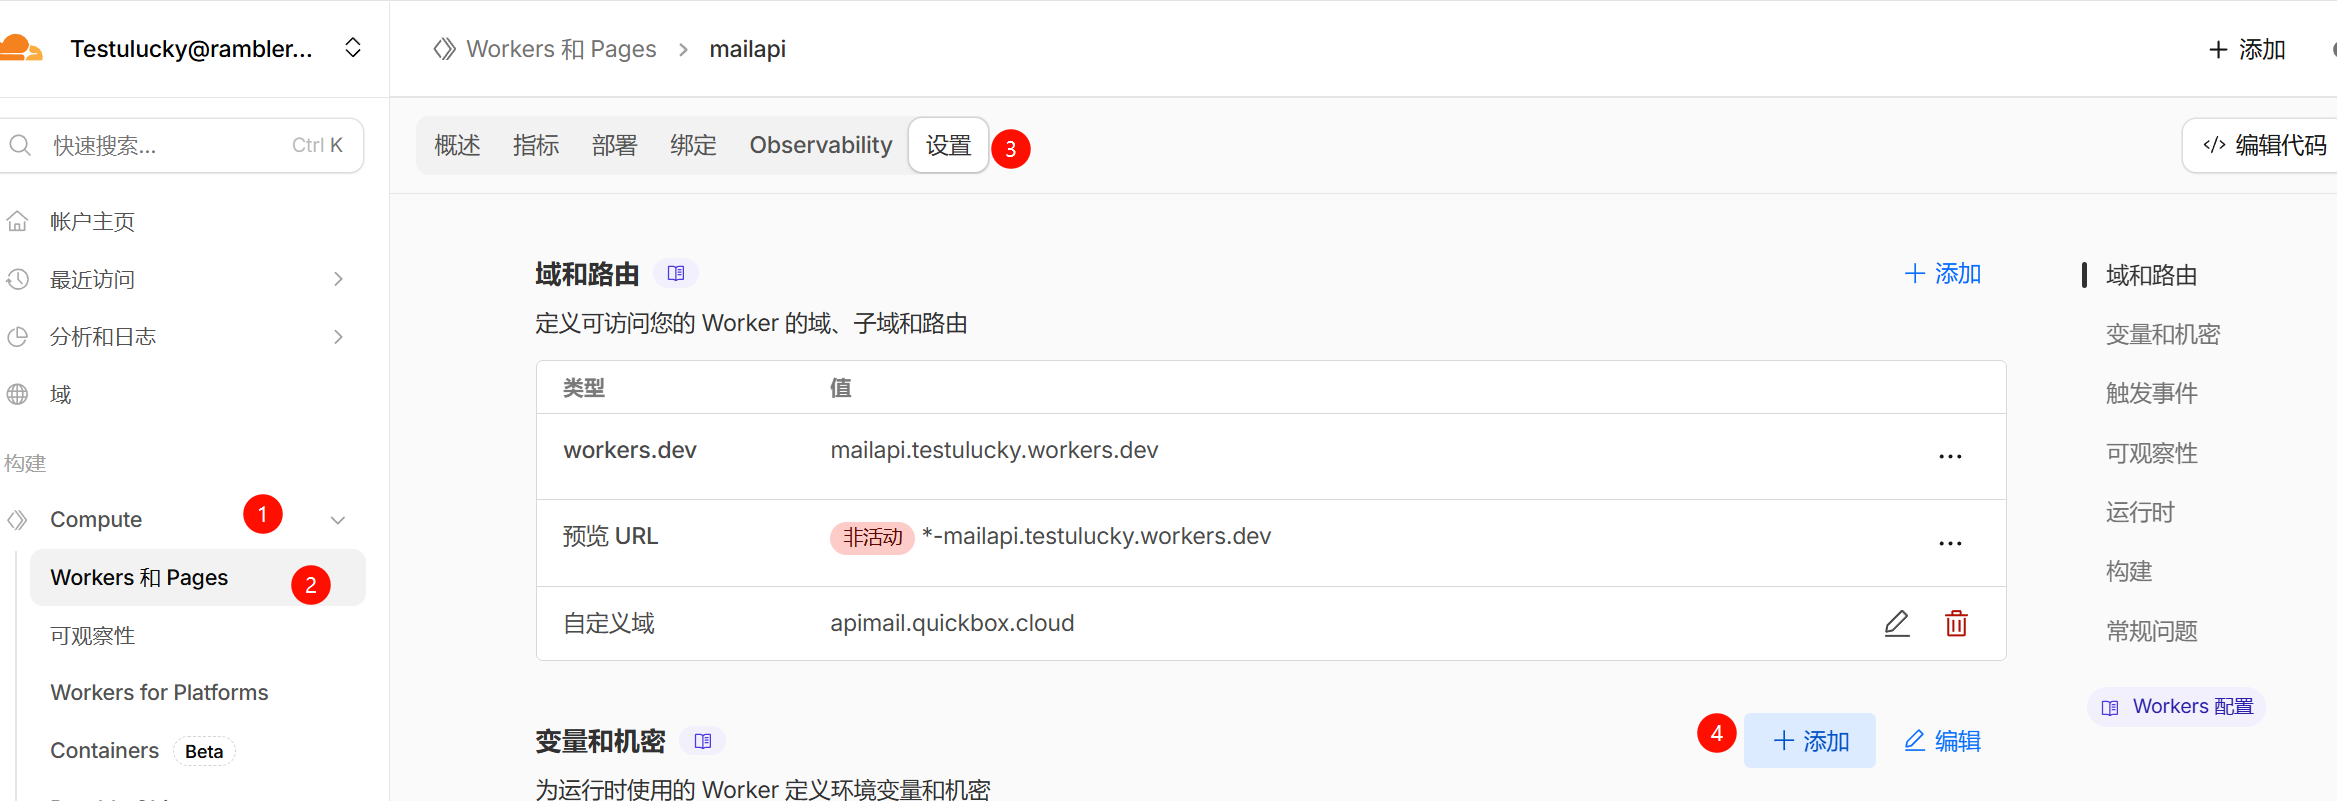 Testulucky@rambler...
Workers 和 Pages > mailapi
+ 添加
快速搜索... Ctrl K
概述 指标 部署 绑定 Observability 设置 3
</> 编辑代码
帐户主页
最近访问
分析和日志
域
构建
Compute 1
Workers 和 Pages 2
可观察性
Workers for Platforms
Containers Beta
域和路由
+ 添加
定义可访问您的 Worker 的域、子域和路由
类型 值
workers.dev mailapi.testulucky.workers.dev ...
预览 URL 非活动 *-mailapi.testulucky.workers.dev ...
自定义域 apimail.quickbox.cloud
变量和机密
4 + 添加 编辑
为运行时使用的 Worker 定义环境变量和机密
域和路由
变量和机密
触发事件
可观察性
运行时
构建
常规问题
Workers 配置